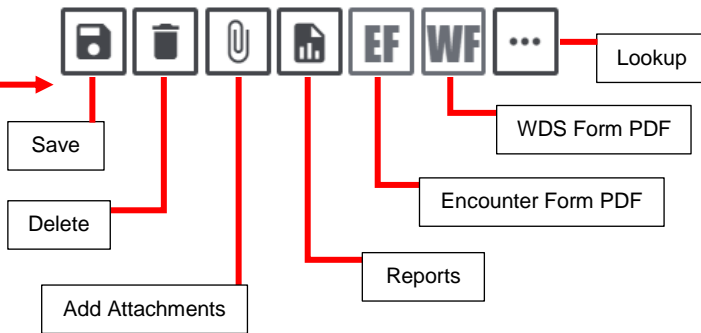 EF WF
Lookup
Save
WDS Form PDF
Encounter Form PDF
Delete
Reports
Add Attachments